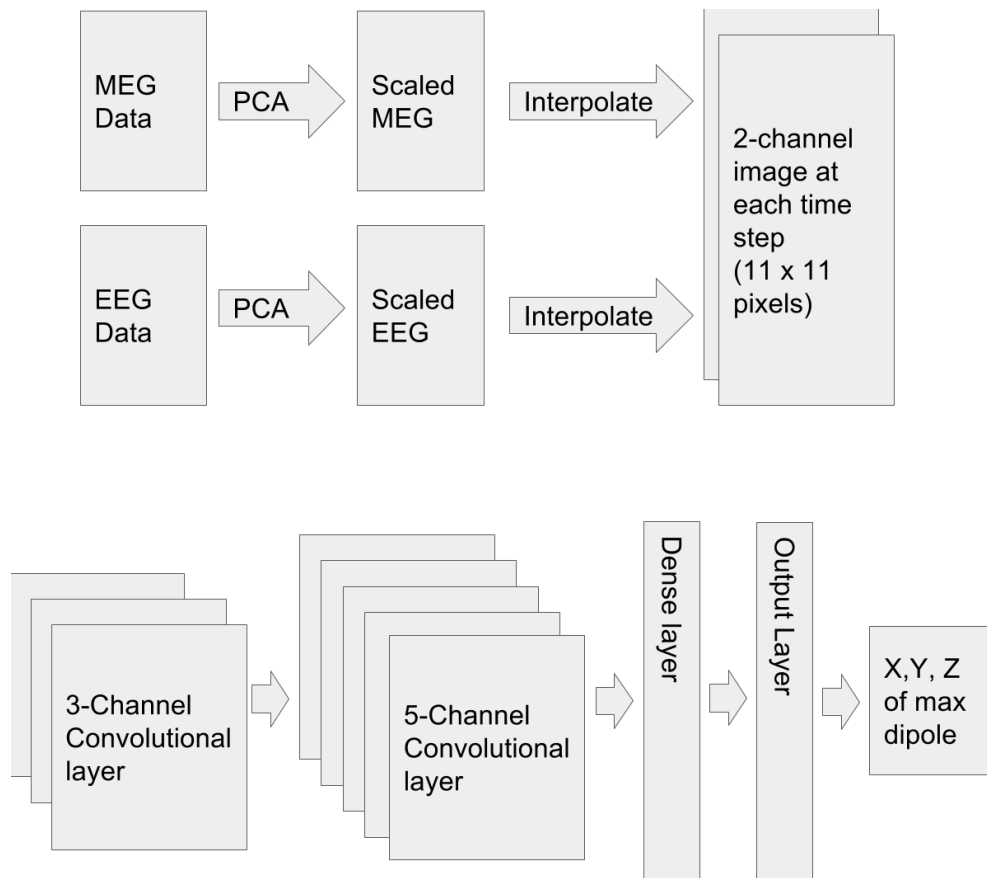 MEG
Data
PCA
Scaled
MEG
Interpolate
2-channel
image at
each time
step
(11 x 11
pixels)
EEG
Data
PCA
Scaled
EEG
Interpolate
3-Channel
Convolutional
layer
5-Channel
Convolutional
layer
Dense layer
Output Layer
X,Y, Z
of max
dipole